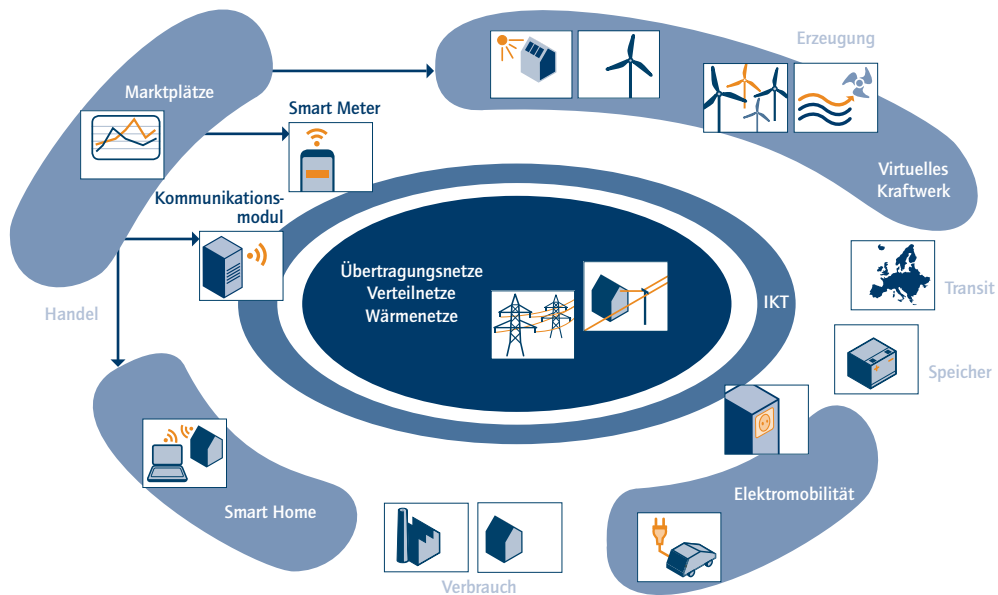 Erzeugung
Marktplätze
Smart Meter
Virtuelles
Kraftwerk
Kommunikations-
modul
Übertragungsnetze
Verteilnetze
Wärmenetze
IKT
Transit
Handel
Speicher
Elektromobilität
Smart Home
Verbrauch